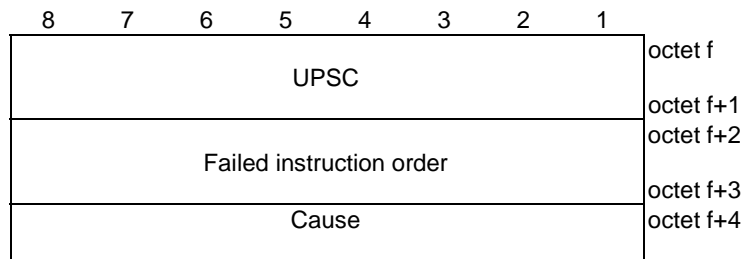 8 7 6 5 4 3 2 1
octet f
UPSC
octet f+1
octet f+2
Failed instruction order
octet f+3
Cause octet f+4